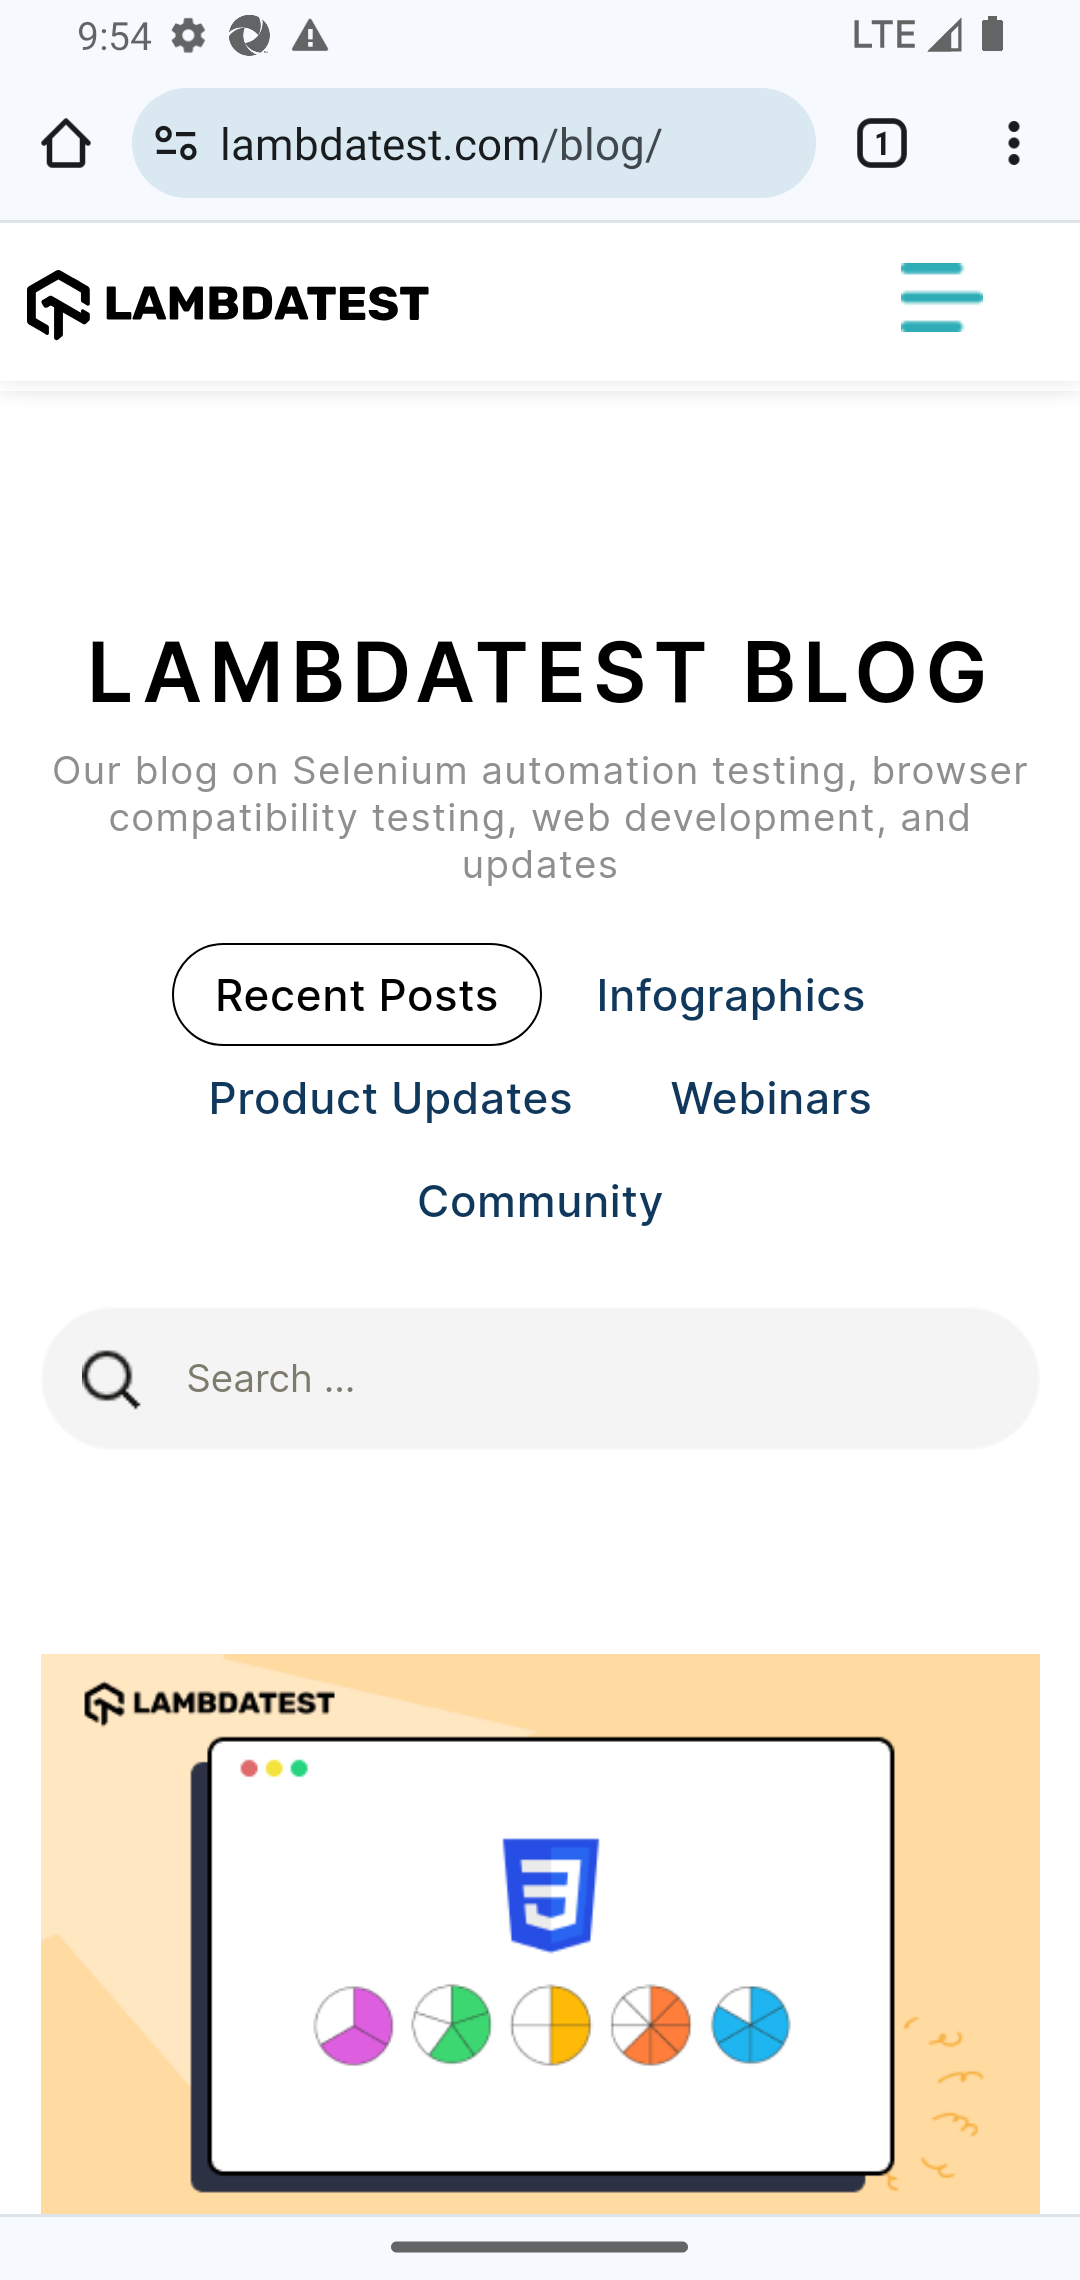 9:54
LTE
lambdatest.com/blog/
1
LAMBDATEST
LAMBDATEST BLOG
Our blog on Selenium automation testing, browser
compatibility testing, web development, and
updates
Recent Posts
Infographics
Product Updates
Webinars
Community
Search ...
LAMBDATEST